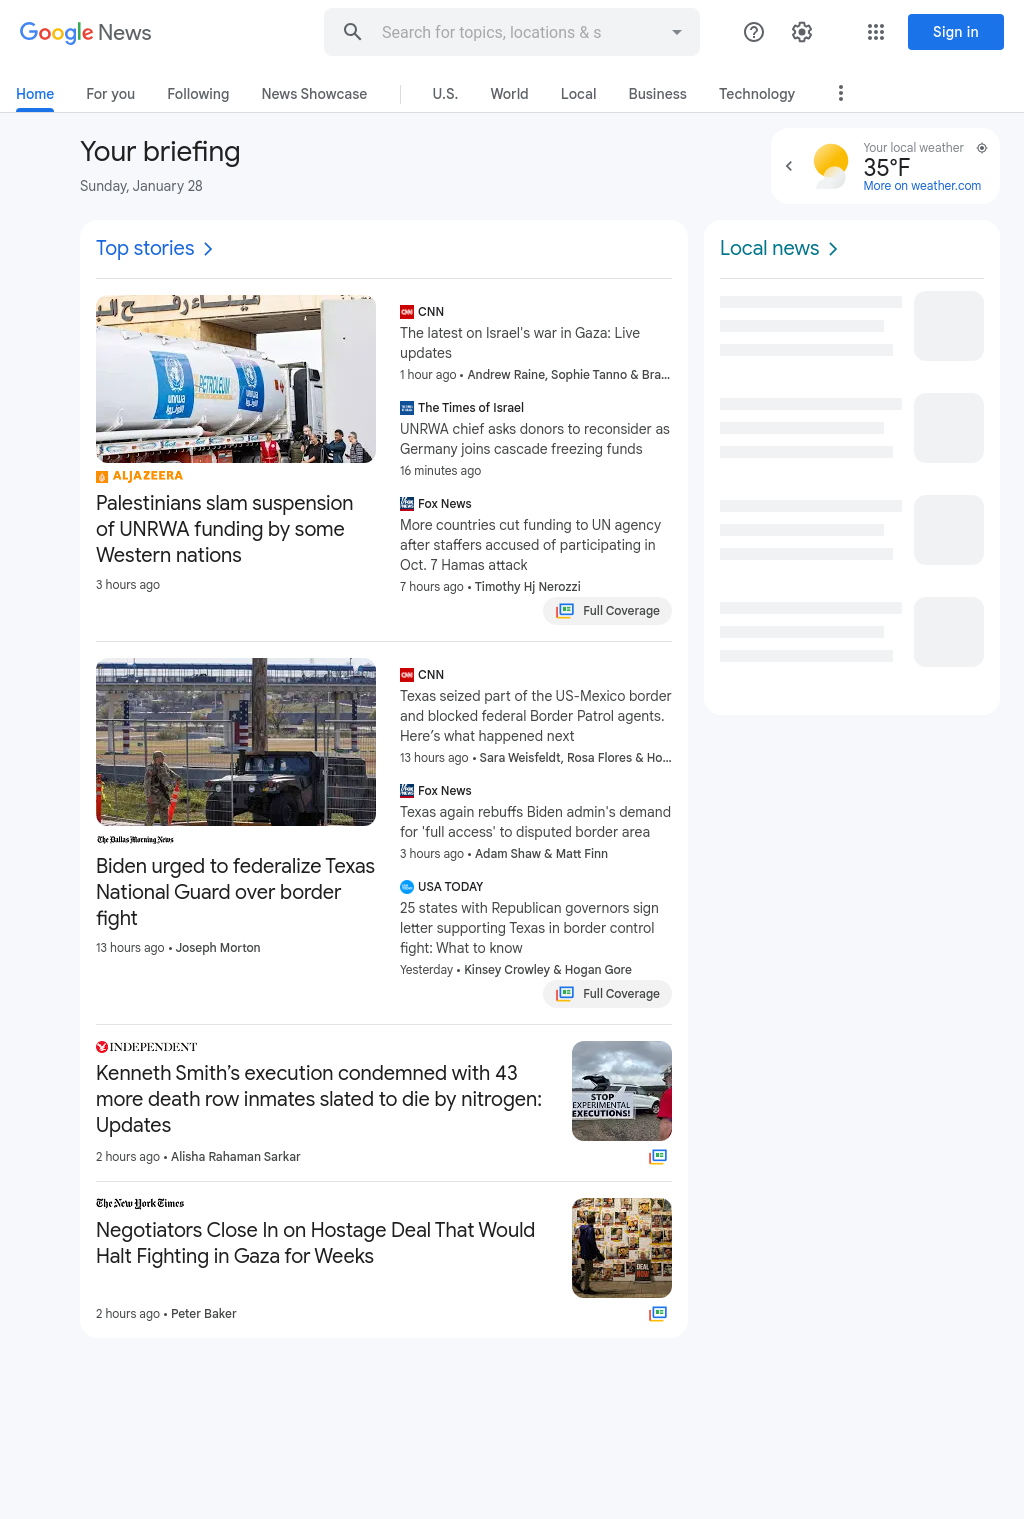 Google News
Search for topics, locations & s
Sign in
Home
For you
Following
News Showcase
U.S.
World
Local
Business
Technology
Your briefing
Sunday, January 28
Your local weather
35°F
More on weather.com
Top stories
ALJAZEERA
Palestinians slam suspension
of UNRWA funding by some
Western nations
3 hours ago
CNN
The latest on Israel's war in Gaza: Live
updates
1 hour ago • Andrew Raine, Sophie Tanno & Bra...
The Times of Israel
UNRWA chief asks donors to reconsider as
Germany joins cascade freezing funds
16 minutes ago
Fox News
More countries cut funding to UN agency
after staffers accused of participating in
Oct. 7 Hamas attack
7 hours ago • Timothy Hj Nerozzi
Full Coverage
The Dallas Morning News
Biden urged to federalize Texas
National Guard over border
fight
13 hours ago • Joseph Morton
CNN
Texas seized part of the US-Mexico border
and blocked federal Border Patrol agents.
Here's what happened next
13 hours ago • Sara Weisfeldt, Rosa Flores & Ho...
Fox News
Texas again rebuffs Biden admin's demand
for 'full access' to disputed border area
3 hours ago • Adam Shaw & Matt Finn
USA TODAY
25 states with Republican governors sign
letter supporting Texas in border control
fight: What to know
Yesterday • Kinsey Crowley & Hogan Gore
Full Coverage
INDEPENDENT
Kenneth Smith’s execution condemned with 43
more death row inmates slated to die by nitrogen:
Updates
2 hours ago • Alisha Rahaman Sarkar
STOP
EXPERIMENTAL
EXECUTIONS!
The New York Times
Negotiators Close In on Hostage Deal That Would
Halt Fighting in Gaza for Weeks
2 hours ago • Peter Baker
DEAL
NOW
Local news